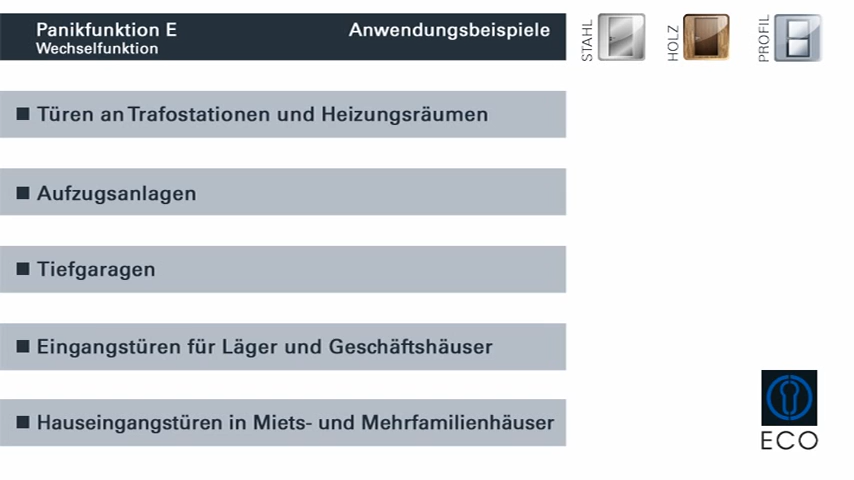 Panikfunktion E
Anwendungsbeispiele
Wechselfunktion
STAHL
HOLZ
PROFIL
Türen an Trafostationen und Heizungsräumen
Aufzugsanlagen
Tiefgaragen
Eingangstüren für Läger und Geschäftshäuser
Hauseingangstüren in Miets- und Mehrfamilienhäuser
ECO